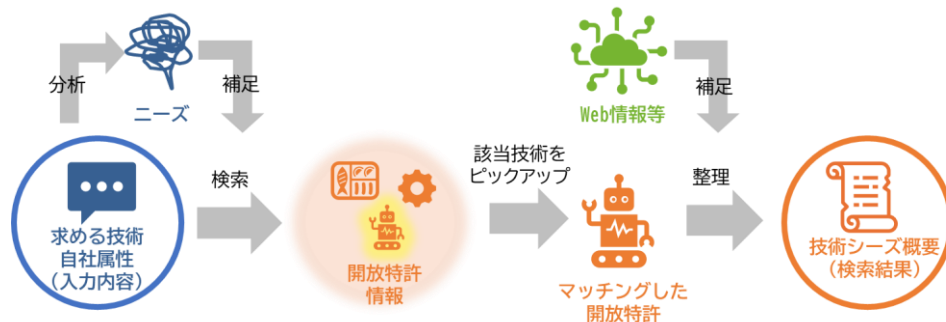 分析
補足
ニーズ
Web情報等
補足
求める技術
自社属性
(入力内容)
検索
開放特許
情報
該当技術を
ピックアップ
マッチングした
開放特許
整理
技術シーズ概要
(検索結果)